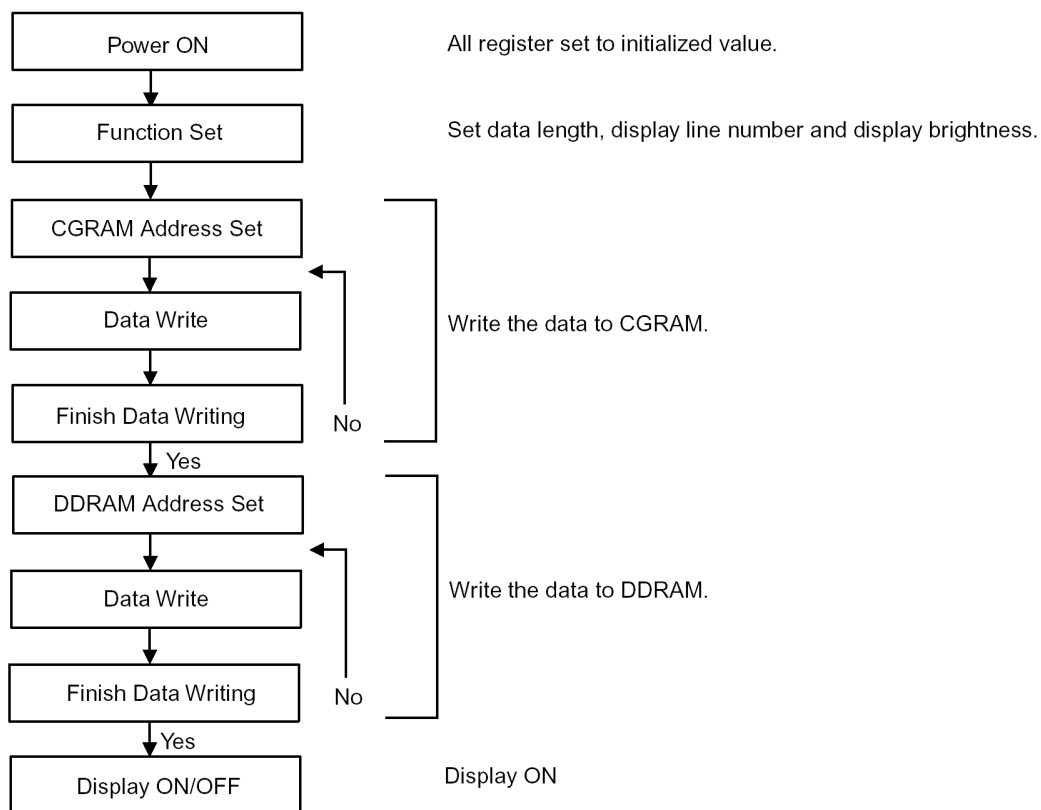 Power ON
All register set to initialized value.
Function Set
Set data length, display line number and display brightness.
CGRAM Address Set
Data Write
Write the data to CGRAM.
Finish Data Writing
No
Yes
DDRAM Address Set
Data Write
Write the data to DDRAM.
Finish Data Writing
No
Yes
Display ON/OFF
Display ON